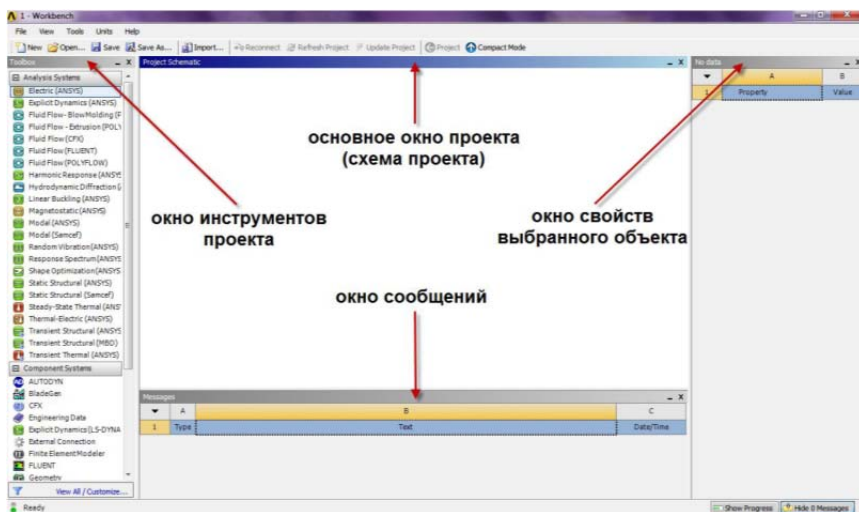 1 - Workbench
File View Tools Units Help
New Open... Save Save As... Import... Reconnect Refresh Project Update Project Project Compact Mode
Toolbox
Project Schematic
No data
Analysis Systems
Electric (ANSYS)
Explicit Dynamics (ANSYS)
Fluid Flow- BlowMolding (F
Fluid Flow - Extrusion (POLY
Fluid Flow (CFX)
Fluid Flow (FLUENT)
Fluid Flow (POLYFLOW)
Harmonic Response (ANSYS
Hydrodynamic Diffraction (
Linear Buckling (ANSYS)
Magnetostatic (ANSYS)
Modal (ANSYS)
Modal (Samcef)
Random Vibration (ANSYS)
Response Spectrum (ANSYS
Shape Optimization (ANSYS
Static Structural (ANSYS)
Static Structural (Samcef)
Steady-State Thermal (ANS
Thermal-Electric (ANSYS)
Transient Structural (ANSYS
Transient Structural (MBD)
Transient Thermal (ANSYS)
Component Systems
AUTODYN
BladeGen
CFX
Engineering Data
Explicit Dynamics (LS-DYNA
External Connection
Finite Element Modeler
FLUENT
Geometry
View All / Customize...
основное окно проекта
(схема проекта)
окно инструментов
проекта
окно свойств
выбранного объекта
окно сообщений
A B
1 Property Value
Messages
A B C
1 Type Text Date/Time
Ready
Show Progress Hide 0 Messages